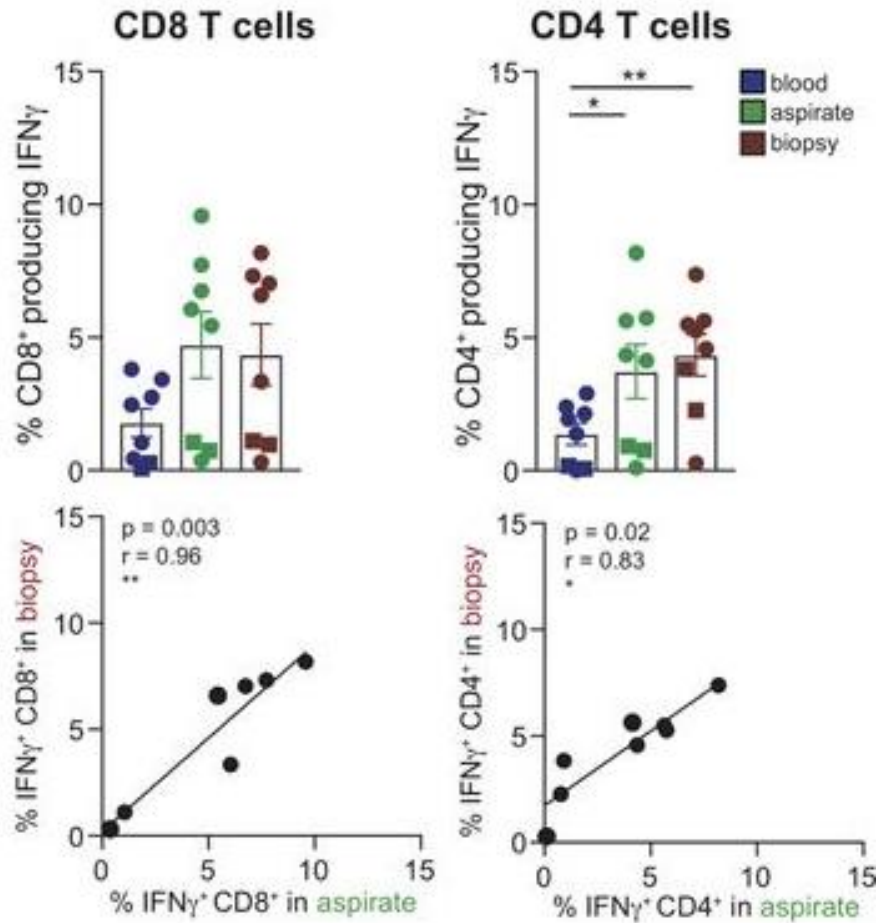 CD8 T cells
% CD8⁺ producing IFNγ
15
10
5
0
CD4 T cells
% CD4⁺ producing IFNγ
15
10
5
0
*
**
blood
aspirate
biopsy
% IFNγ⁺ CD8⁺ in biopsy
15
10
5
0
p = 0.003
r = 0.96
**
0 5 10 15
% IFNγ⁺ CD8⁺ in aspirate
% IFNγ⁺ CD4⁺ in biopsy
15
10
5
0
p = 0.02
r = 0.83
*
0 5 10 15
% IFNγ⁺ CD4⁺ in aspirate